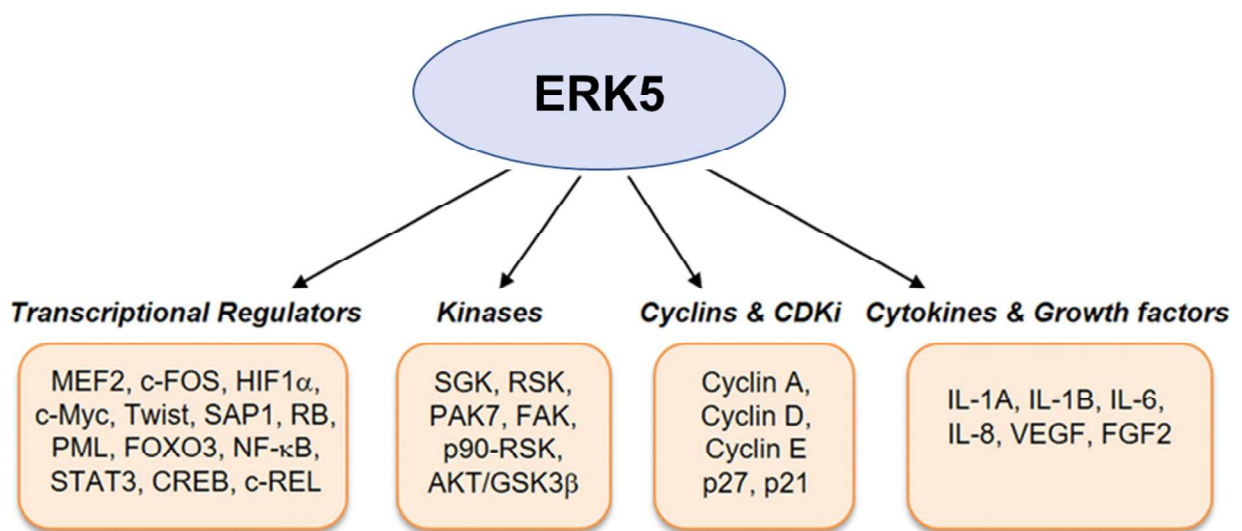 ERK5
Transcriptional Regulators
Kinases
Cyclins & CDKi
Cytokines & Growth factors
MEF2, c-FOS, HIF1α,
c-Myc, Twist, SAP1, RB,
PML, FOXO3, NF-κB,
STAT3, CREB, c-REL
SGK, RSK,
PAK7, FAK,
p90-RSK,
AKT/GSK3β
Cyclin A,
Cyclin D,
Cyclin E
p27, p21
IL-1A, IL-1B, IL-6,
IL-8, VEGF, FGF2